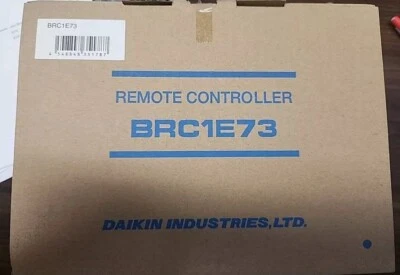 BRC1E73
REMOTE CONTROLLER
BRC1E73
DAIKIN INDUSTRIES,LTD.